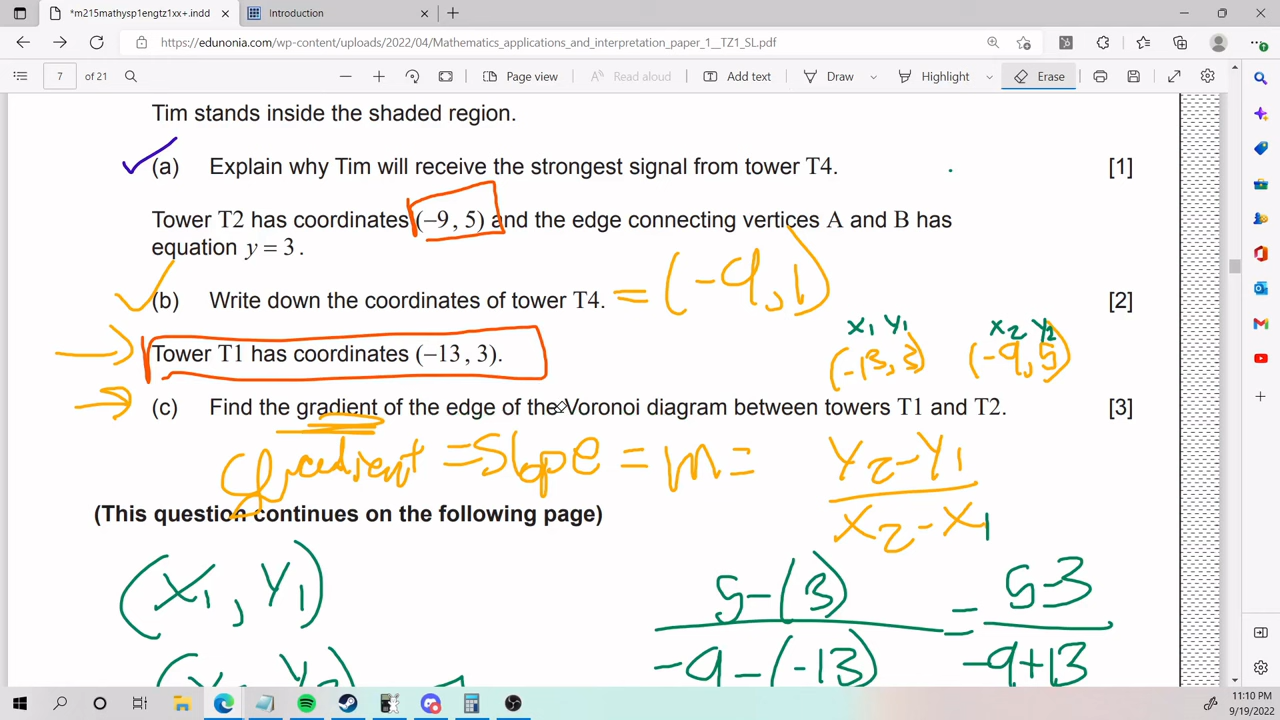 *m215mathysp1engtz1xx+.indd
Introduction
https://edunonia.com/wp-content/uploads/2022/04/Mathematics_applications_and_interpretation_paper_1__TZ1_SL.pdf
7 of 21
Page view
Read aloud
Add text
Draw
Highlight
Erase
Tim stands inside the shaded region.
(a) Explain why Tim will receive the strongest signal from tower T4. [1]
Tower T2 has coordinates (−9, 5) and the edge connecting vertices A and B has
equation y = 3.
(b) Write down the coordinates of tower T4. = (-9,1) [2]
x1 y1 x2 y2
Tower T1 has coordinates (−13, 3). (-13,3) (-9,5)
(c) Find the gradient of the edge of the Voronoi diagram between towers T1 and T2. [3]
Gradient = Slope = m = y2-y1
x2-x1
(This question continues on the following page)
(x1, y1)
5-(3) = 5-3
-9-(-13) -9+13
11:10 PM
9/19/2022